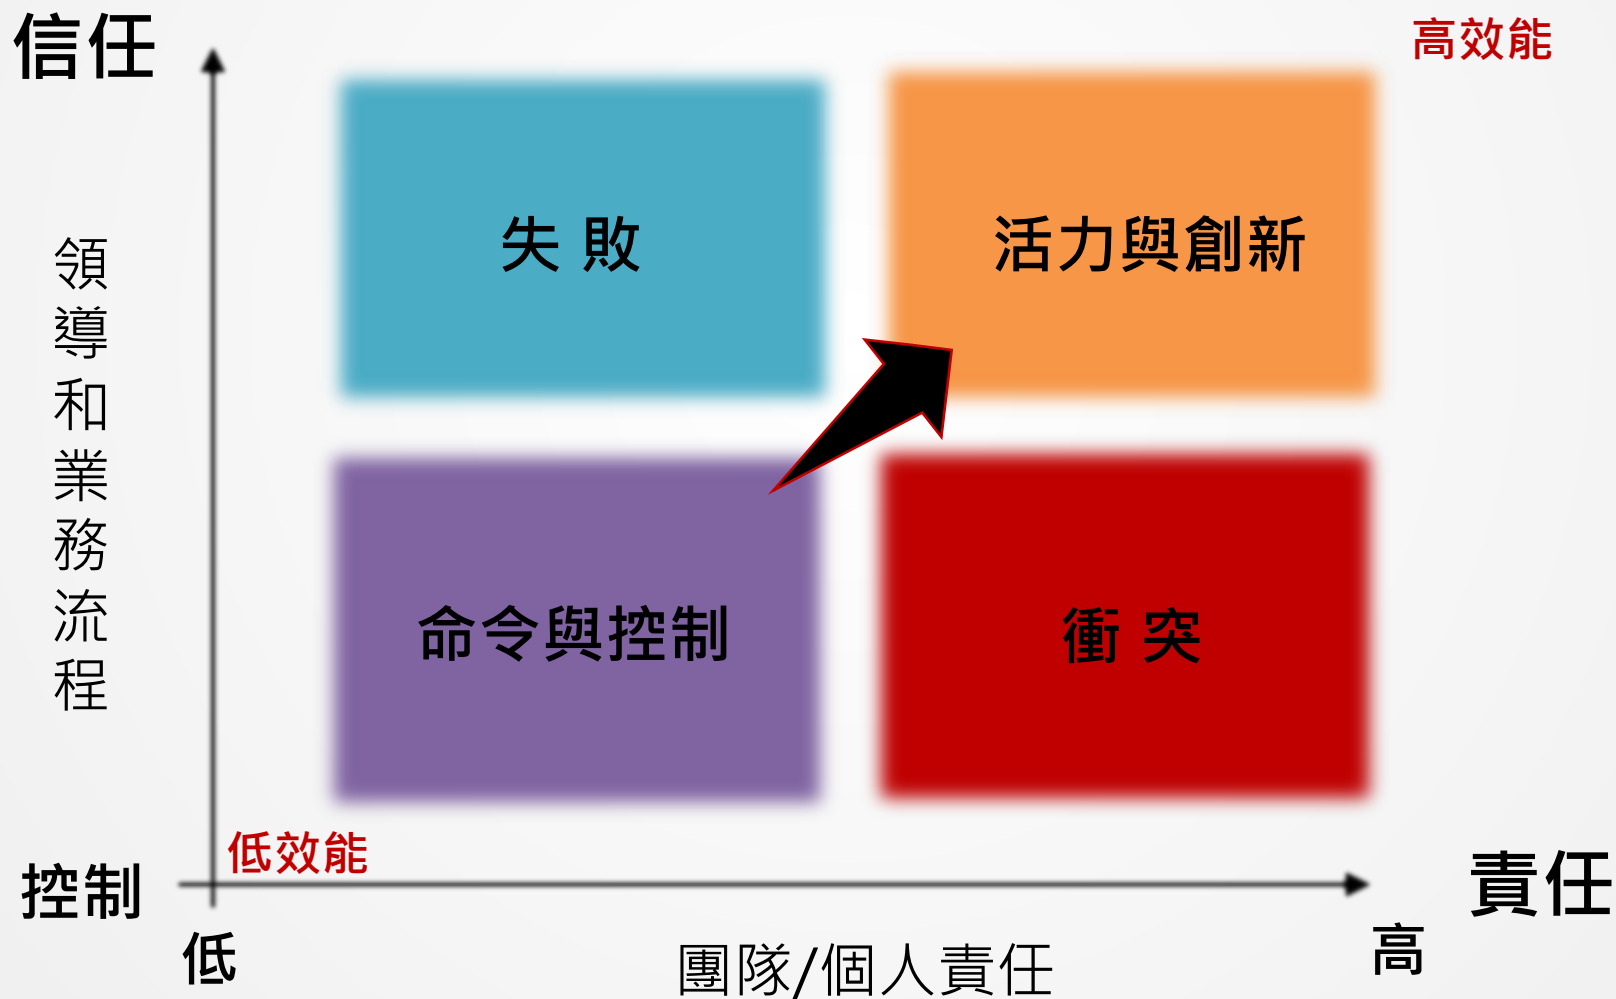 信任
高效能
失 敗
活力與創新
領導和業務流程
命令與控制
衝 突
低效能
控制
責任
低
團隊/個人責任
高